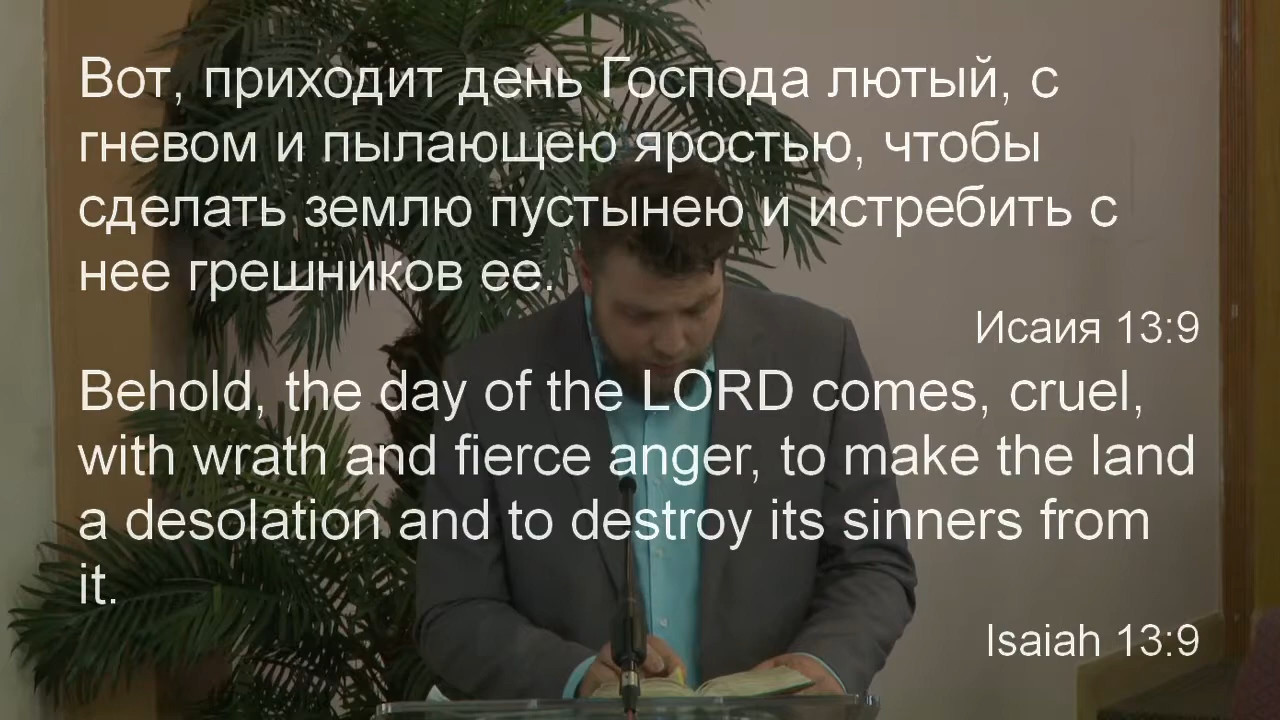 Вот, приходит день Господа лютый, с
гневом и пылающею яростью, чтобы
сделать землю пустынею и истребить с
нее грешников ее.
Исаия 13:9
Behold, the day of the LORD comes, cruel,
with wrath and fierce anger, to make the land
a desolation and to destroy its sinners from
it.
Isaiah 13:9